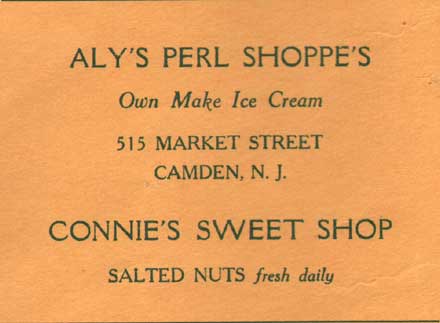 ALY'S PERL SHOPPE'S
Own Make Ice Cream
515 MARKET STREET
CAMDEN, N. J.
CONNIE'S SWEET SHOP
SALTED NUTS fresh daily